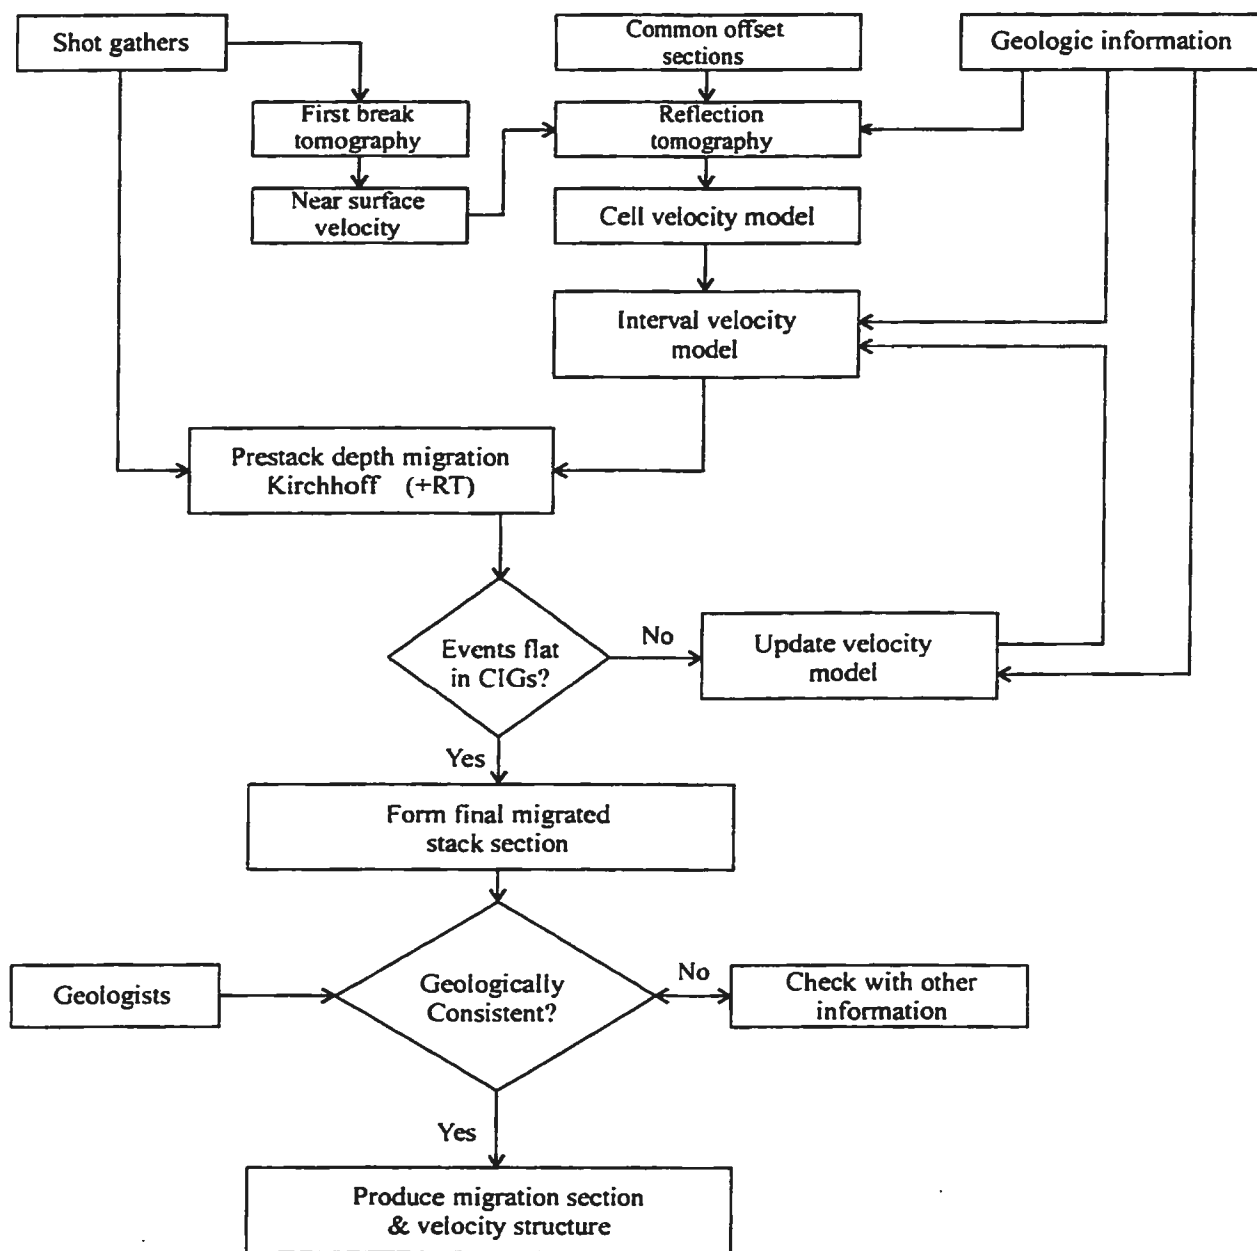 Shot gathers
Common offset
sections
Geologic information
First break
tomography
Reflection
tomography
Near surface
velocity
Cell velocity model
Interval velocity
model
Prestack depth migration
Kirchhoff (+RT)
Events flat
in CIGs?
No
Update velocity
model
Yes
Form final migrated
stack section
Geologists
Geologically
Consistent?
No
Check with other
information
Yes
Produce migration section
& velocity structure